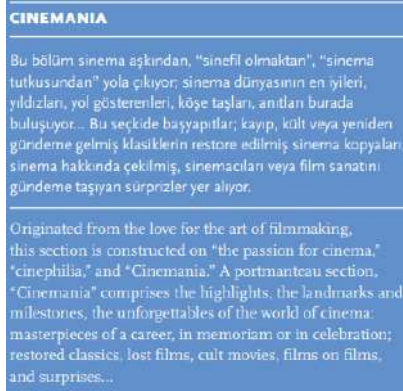 CINEMANIA
Bu bölüm sinema aşkından, “sinefil olmaktan”, “sinema
tutkusundan” yola çıkıyor; sinema dünyasının en iyileri,
yıldızları, yol gösterenleri, köşe taşları, anıtları burada
buluşuyor... Bu seçkide başyapıtlar; kayıp, kült veya yeniden
gündeme gelmiş klasiklerin restore edilmiş sinema kopyaları;
sinema hakkında çekilmiş, sinemacıları veya film sanatını
gündeme taşıyan sürprizler yer alıyor.
Originated from the love for the art of filmmaking,
this section is constructed on “the passion for cinema,”
“cinephilia,” and “Cinemania.” A portmanteau section,
“Cinemania” comprises the highlights, the landmarks and
milestones, the unforgettables of the world of cinema:
masterpieces of a career, in memoriam or in celebration;
restored classics, lost films, cult movies, films on films,
and surprises...